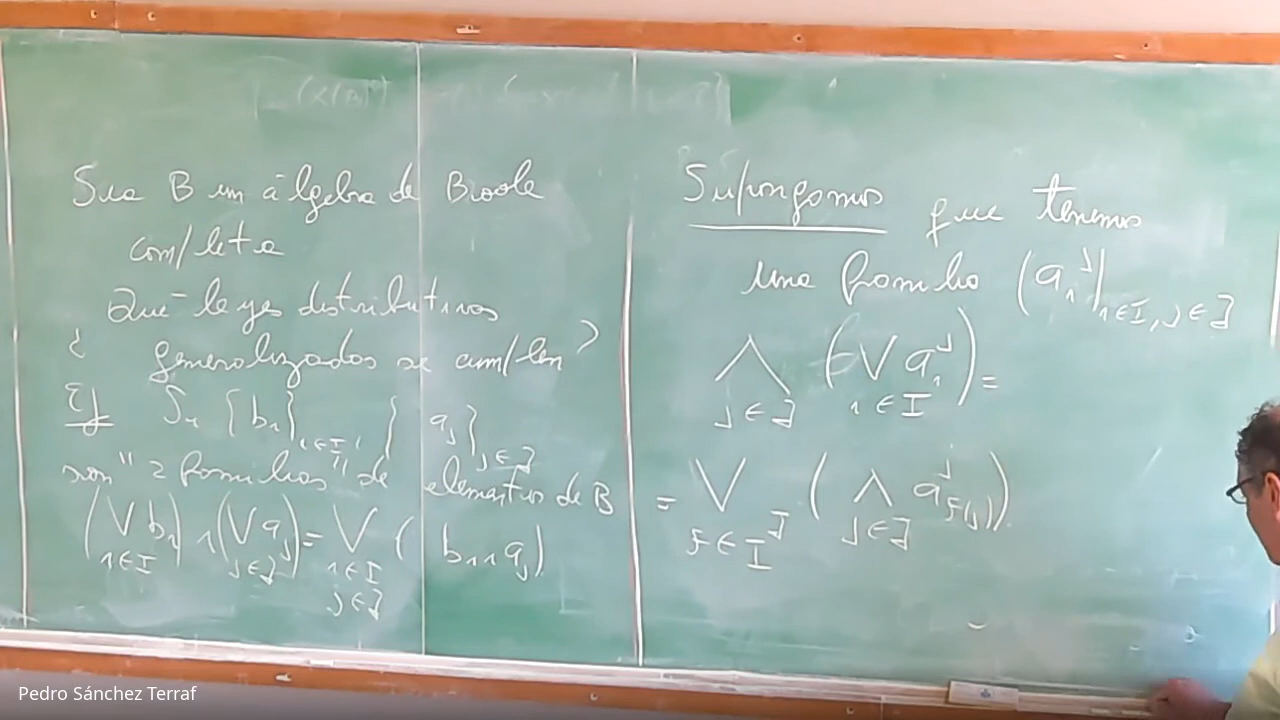 Sea B un álgebra de Boole
completa
Qué leyes distributivas
¿ generalizadas se cumplen?
Ej Si {b_i}_{i∈I}, {a_j}_{j∈J}
son "2 familias" de elementos de B
(⋁_{i∈I} b_i) ∧ (⋁_{j∈J} a_j) = ⋁_{i∈I j∈J} (b_i ∧ a_j).
Supongamos que tenemos
una familia (a_i^j)_{i∈I, j∈J}
⋀_{j∈J} (⋁_{i∈I} a_i^j) =
= ⋁_{f∈I^J} (⋀_{j∈J} a^j_{f(j)}).
Pedro Sánchez Terraf